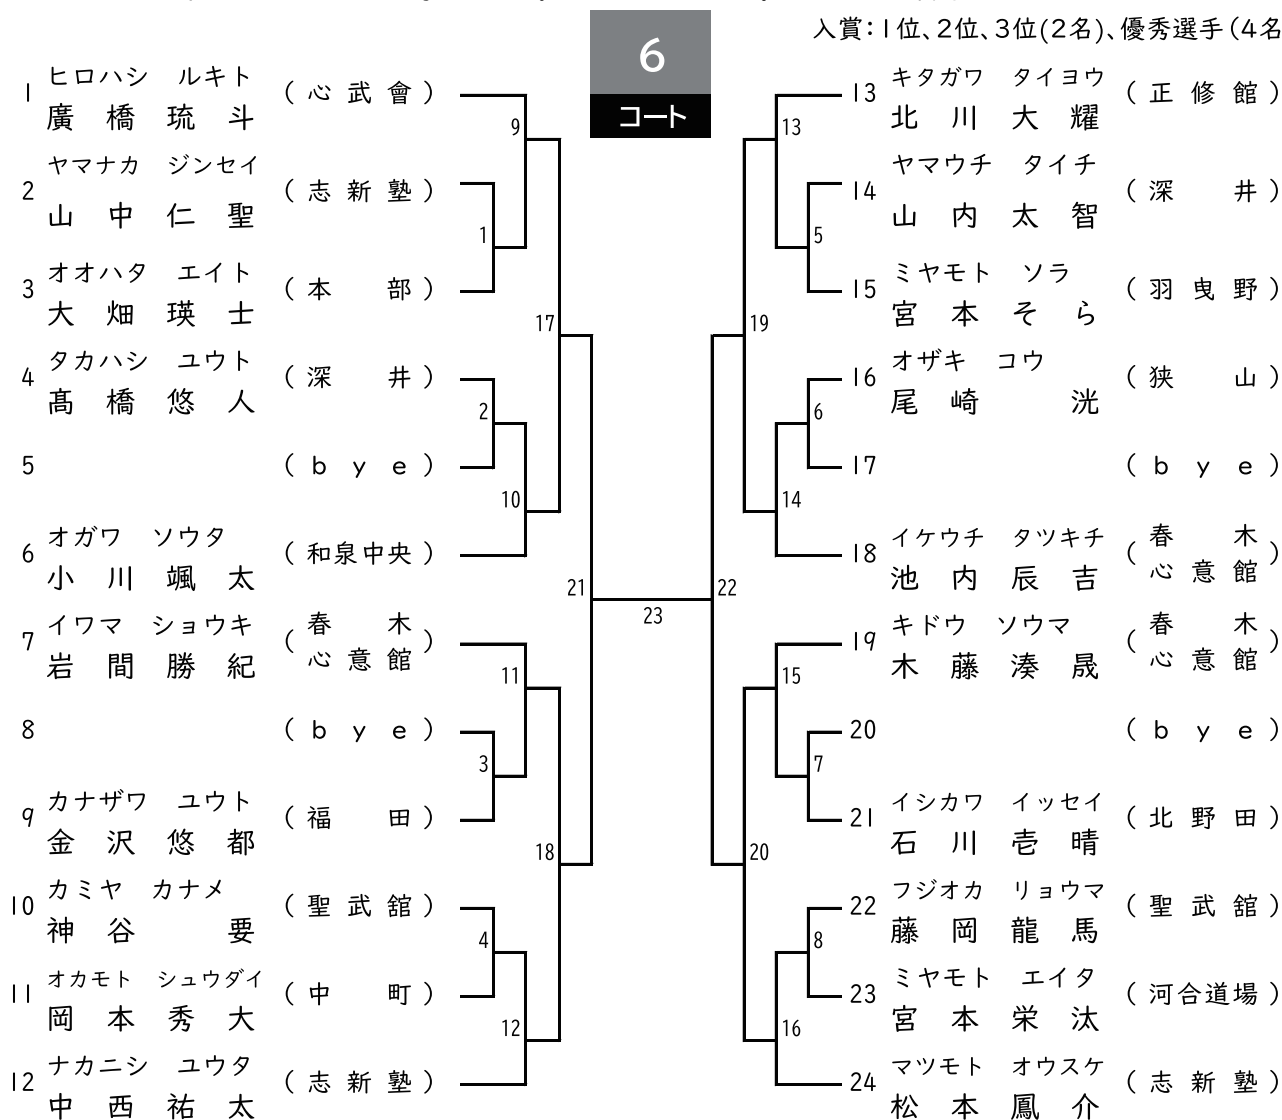 入賞：1位、2位、3位(2名)、優秀選手（4名
6
コート
1 ヒロハシ ルキト
廣橋琉斗 （心武會）
2 ヤマナカ ジンセイ
山中仁聖 （志新塾）
3 オオハタ エイト
大畑瑛士 （本部）
4 タカハシ ユウト
髙橋悠人 （深井）
5 （bye）
6 オガワ ソウタ
小川颯太 （和泉中央）
7 イワマ ショウキ
岩間勝紀 （春木心意館）
8 （bye）
9 カナザワ ユウト
金沢悠都 （福田）
10 カミヤ カナメ
神谷要 （聖武舘）
11 オカモト シュウダイ
岡本秀大 （中町）
12 ナカニシ ユウタ
中西祐太 （志新塾）
9
1
17
2
10
21
11
3
18
4
12
23
13
5
19
6
14
22
15
7
20
8
16
13 キタガワ タイヨウ
北川大耀 （正修館）
14 ヤマウチ タイチ
山内太智 （深井）
15 ミヤモト ソラ
宮本そら （羽曳野）
16 オザキ コウ
尾崎洸 （狭山）
17 （bye）
18 イケウチ タツキチ
池内辰吉 （春木心意館）
19 キドウ ソウマ
木藤湊晟 （春木心意館）
20 （bye）
21 イシカワ イッセイ
石川壱晴 （北野田）
22 フジオカ リョウマ
藤岡龍馬 （聖武舘）
23 ミヤモト エイタ
宮本栄汰 （河合道場）
24 マツモト オウスケ
松本鳳介 （志新塾）